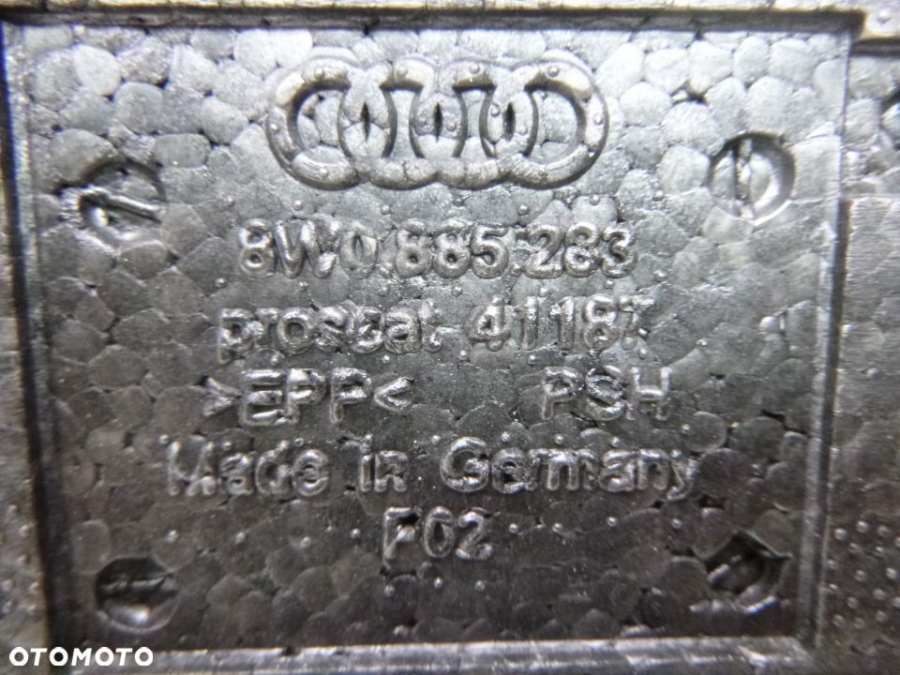 8W0.885.283
proseat 41187
>EPP< PSH
Made in Germany
F02
OTOMOTO